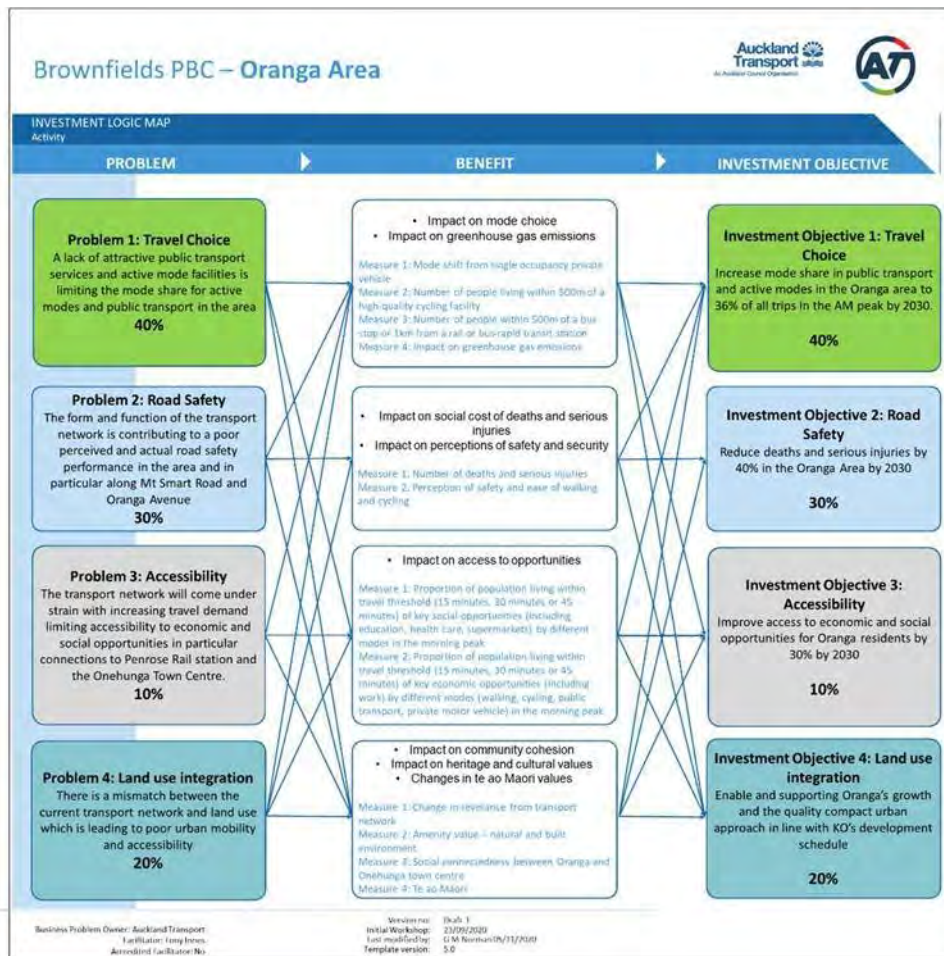 Brownfields PBC – Oranga Area
Auckland
Transport
An Auckland Council Organisation
AT
INVESTMENT LOGIC MAP
Activity
PROBLEM
BENEFIT
INVESTMENT OBJECTIVE
Problem 1: Travel Choice
A lack of attractive public transport
services and active mode facilities is
limiting the mode share for active
modes and public transport in the area
40%
• Impact on mode choice
• Impact on greenhouse gas emissions
Measure 1: Mode shift from single occupancy private
vehicle
Measure 2: Number of people living within 500m of a
high-quality cycling facility
Measure 3: Number of people within 500m of a bus
stop or 1km from a rail or bus-rapid transit station
Measure 4: Impact on greenhouse gas emissions
Investment Objective 1: Travel
Choice
Increase mode share in public transport
and active modes in the Oranga area to
36% of all trips in the AM peak by 2030.
40%
Problem 2: Road Safety
The form and function of the transport
network is contributing to a poor
perceived and actual road safety
performance in the area and in
particular along Mt Smart Road and
Oranga Avenue
30%
• Impact on social cost of deaths and serious
injuries
• Impact on perceptions of safety and security
Measure 1: Number of deaths and serious injuries
Measure 2: Perception of safety and ease of walking
and cycling
Investment Objective 2: Road
Safety
Reduce deaths and serious injuries by
40% in the Oranga Area by 2030
30%
Problem 3: Accessibility
The transport network will come under
strain with increasing travel demand
limiting accessibility to economic and
social opportunities in particular
connections to Penrose Rail station and
the Onehunga Town Centre.
10%
• Impact on access to opportunities
Measure 1: Proportion of population living within
travel threshold (15 minutes, 30 minutes or 45
minutes) of key social opportunities (including
education, health care, supermarkets) by different
modes in the morning peak
Measure 2: Proportion of population living within
travel threshold (15 minutes, 30 minutes or 45
minutes) of key economic opportunities (including
work) by different modes (walking, cycling, public
transport, private motor vehicle) in the morning peak
Investment Objective 3:
Accessibility
Improve access to economic and social
opportunities for Oranga residents by
30% by 2030
10%
Problem 4: Land use integration
There is a mismatch between the
current transport network and land use
which is leading to poor urban mobility
and accessibility
20%
• Impact on community cohesion
• Impact on heritage and cultural values
• Changes in te ao Maori values
Measure 1: Change in from transport
network
Measure 2: Amenity value – natural and built
environment
Measure 3: Social connectedness between Oranga and
Onehunga town centre
Measure 4: Te ao Māori
Investment Objective 4: Land use
integration
Enable and supporting Oranga's growth
and the quality compact urban
approach in line with KO's development
schedule
20%
Business Problem Owner: Auckland Transport
Facilitator: Tony Innes
Accredited Facilitator: No
Version no: Draft 1
Initial Workshop: 23/09/2020
Last modified by: G M Norman 05/11/2020
Template version: 5.0